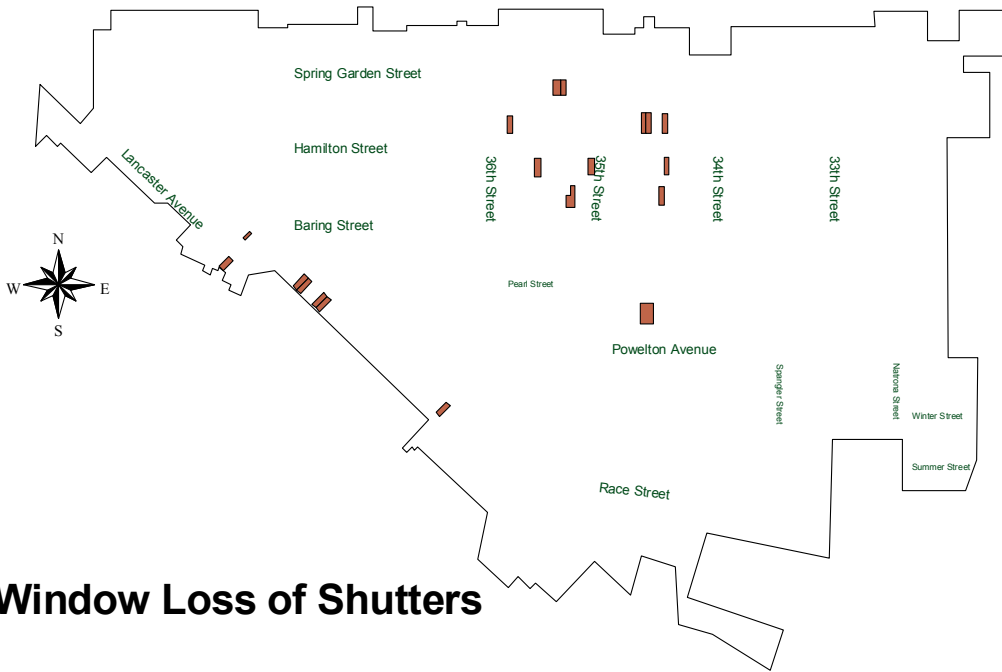 Spring Garden Street
Hamilton Street
Lancaster Avenue
36th Street
35th Street
34th Street
33th Street
Baring Street
N
W
E
S
Pearl Street
Powelton Avenue
Spangler Street
Natrona Street
Winter Street
Summer Street
Race Street
Window Loss of Shutters